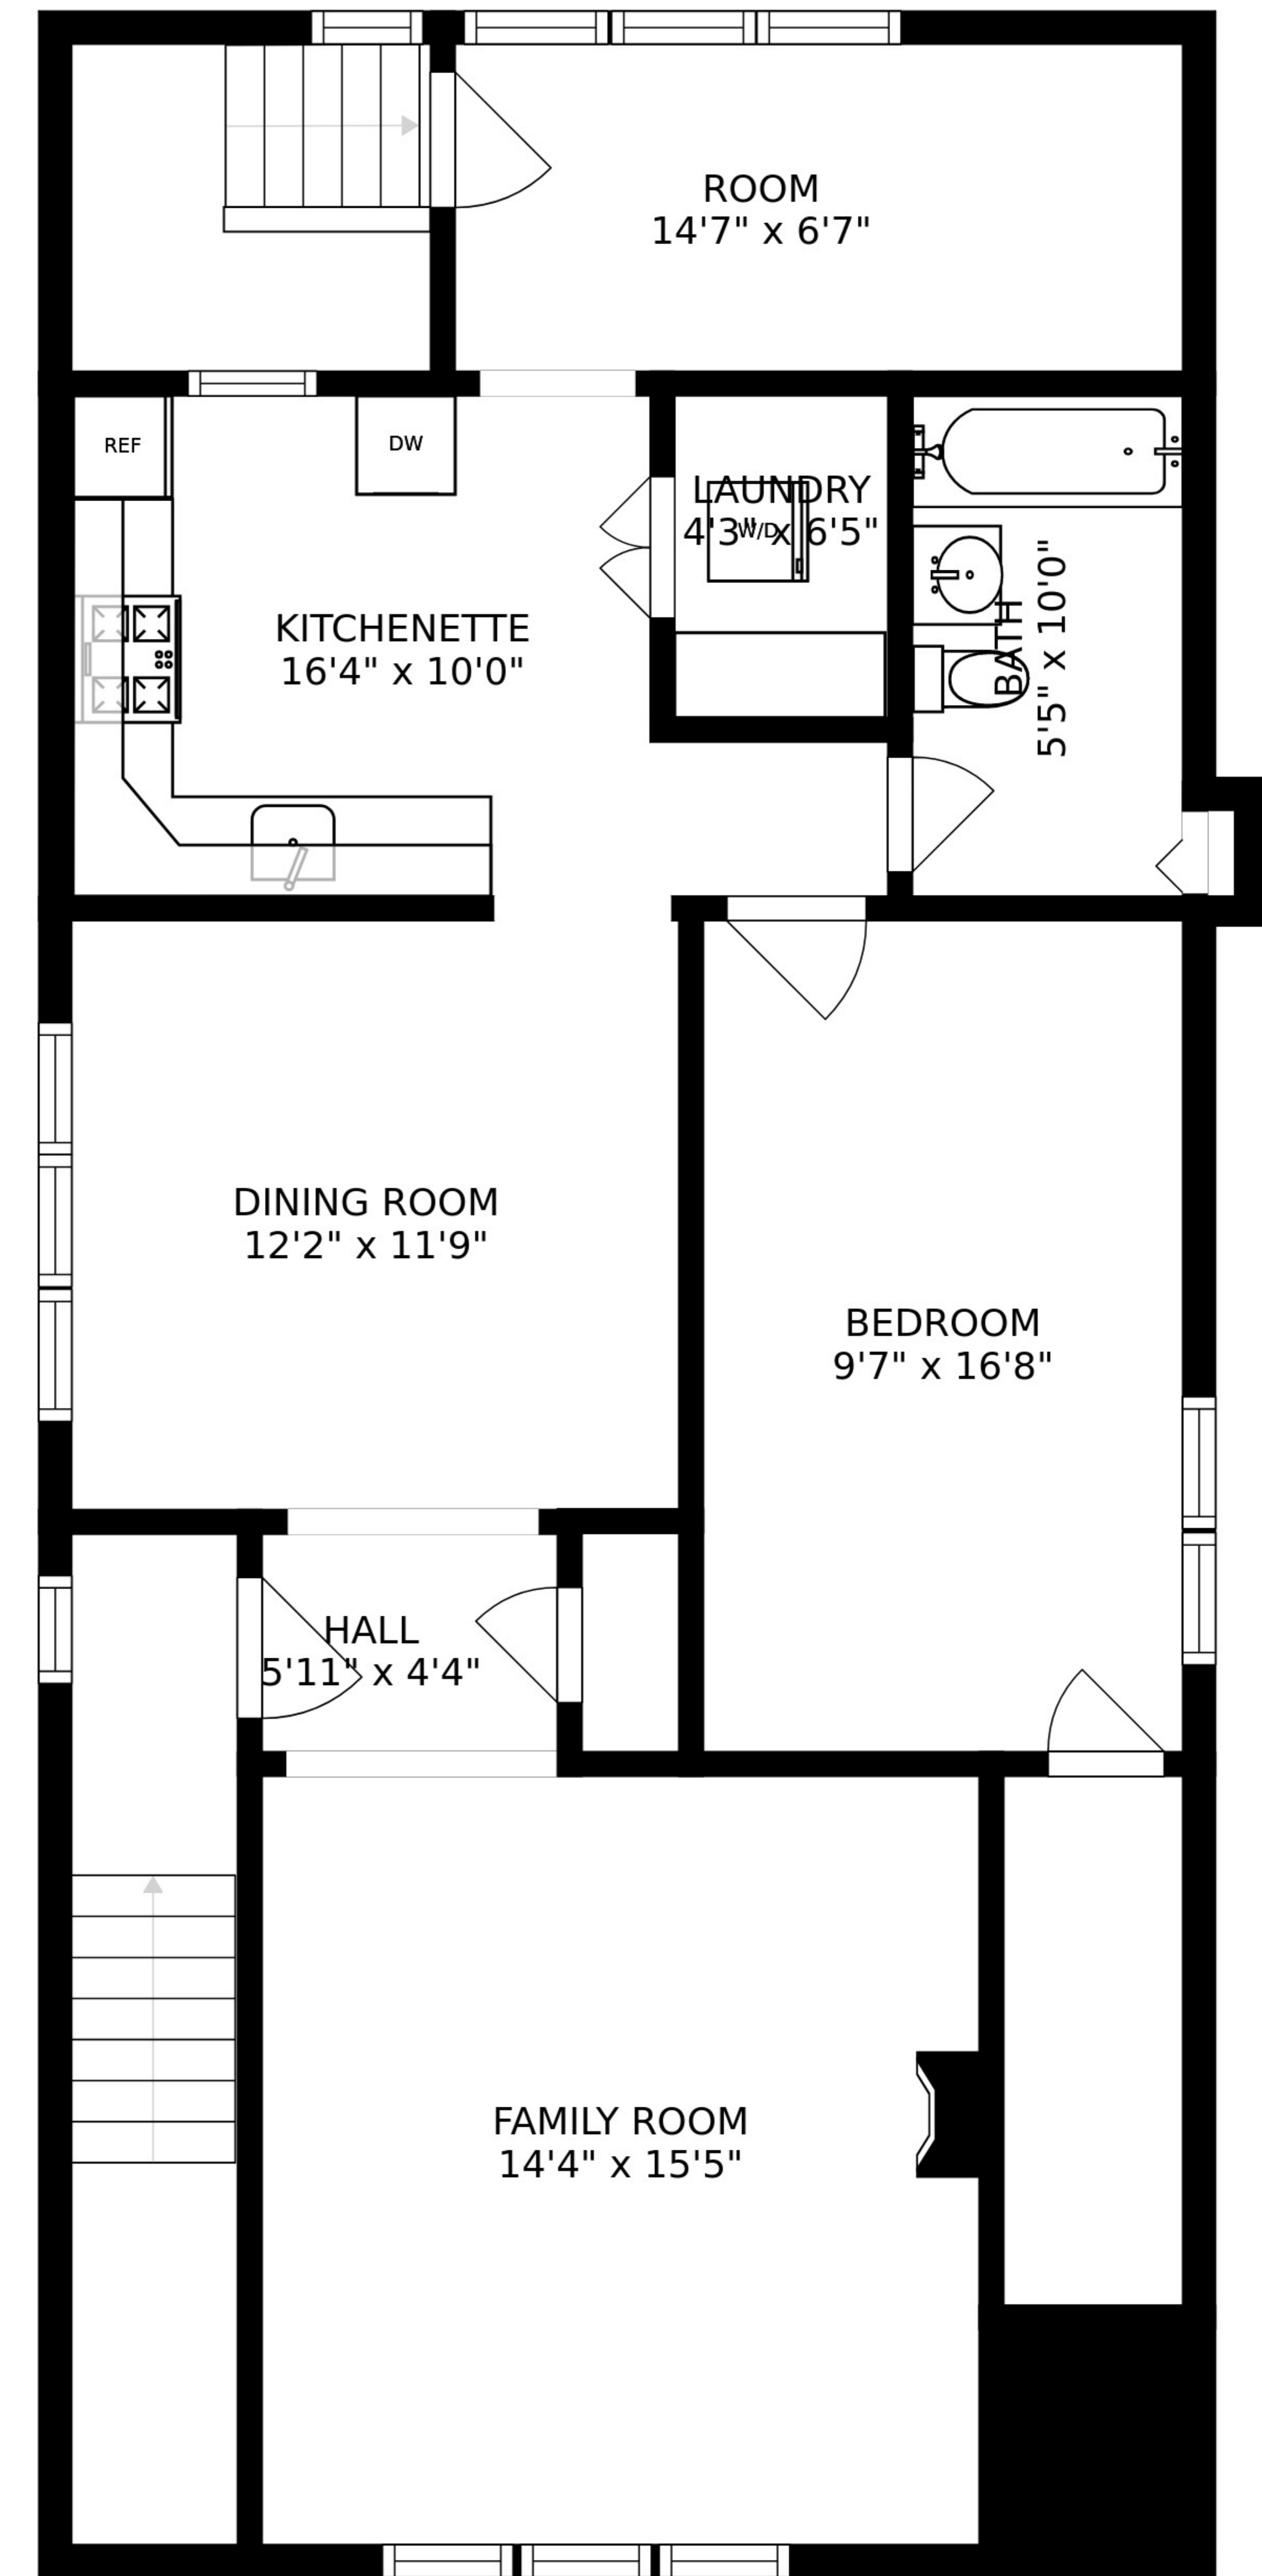 ROOM
14'7" x 6'7"
REF
DW
LAUNDRY
4'3" x 6'5"
W/D
KITCHENETTE
16'4" x 10'0"
BATH
5'5" x 10'0"
DINING ROOM
12'2" x 11'9"
BEDROOM
9'7" x 16'8"
HALL
5'11" x 4'4"
FAMILY ROOM
14'4" x 15'5"